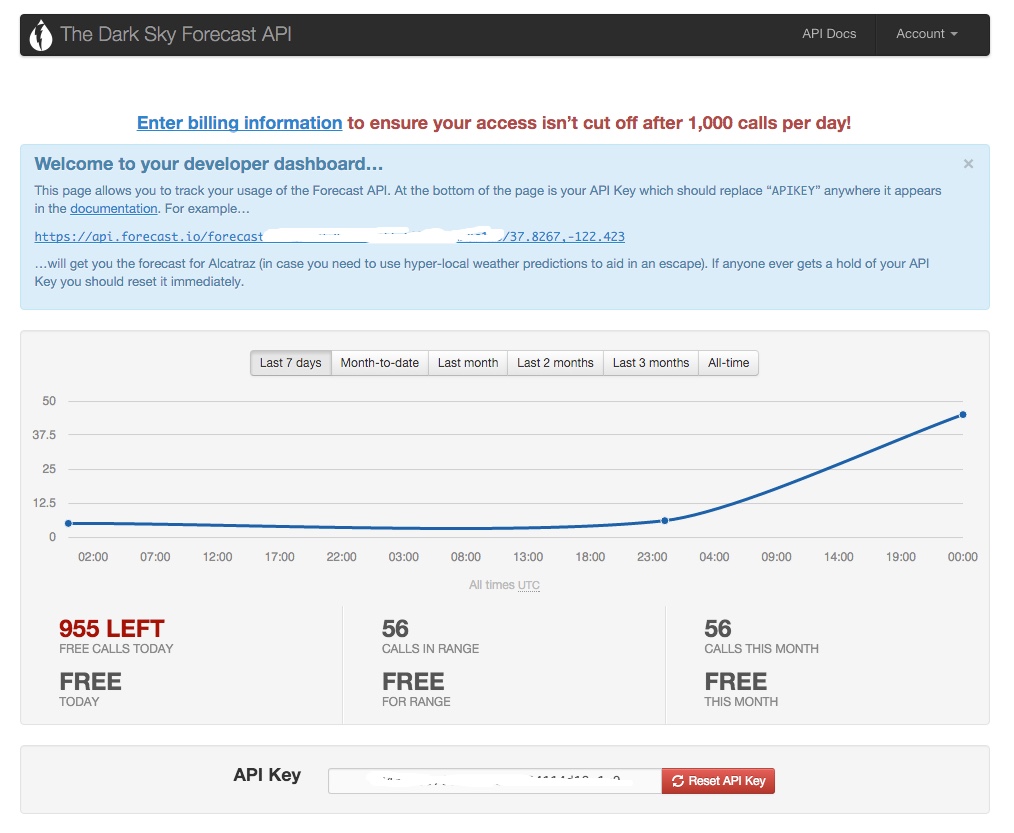 The Dark Sky Forecast API
API Docs
Account
Enter billing information to ensure your access isn't cut off after 1,000 calls per day!
Welcome to your developer dashboard...
×
This page allows you to track your usage of the Forecast API. At the bottom of the page is your API Key which should replace "APIKEY" anywhere it appears
in the documentation. For example...
https://api.forecast.io/forecast /37.8267,-122.423
...will get you the forecast for Alcatraz (in case you need to use hyper-local weather predictions to aid in an escape). If anyone ever gets a hold of your API
Key you should reset it immediately.
Last 7 days Month-to-date Last month Last 2 months Last 3 months All-time
50
37.5
25
12.5
0
02:00 07:00 12:00 17:00 22:00 03:00 08:00 13:00 18:00 23:00 04:00 09:00 14:00 19:00 00:00
All times UTC
955 LEFT
FREE CALLS TODAY
FREE
TODAY
56
CALLS IN RANGE
FREE
FOR RANGE
56
CALLS THIS MONTH
FREE
THIS MONTH
API Key
Reset API Key